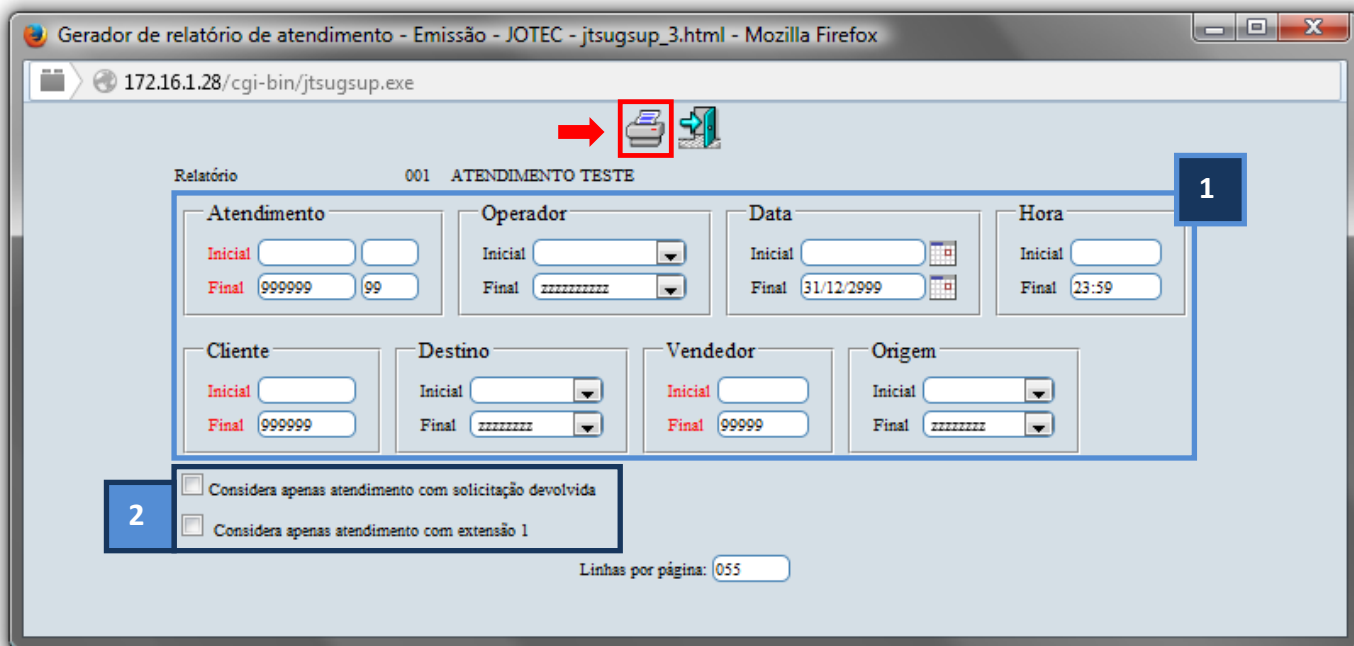 Gerador de relatório de atendimento - Emissão - JOTEC - jtsugsup_3.html - Mozilla Firefox
172.16.1.28/cgi-bin/jtsugsup.exe
Relatório 001 ATENDIMENTO TESTE
1
Atendimento Operador Data Hora
Inicial Inicial Inicial Inicial
Final 999999 99 Final zzzzzzzzzz Final 31/12/2999 Final 23:59
Cliente Destino Vendedor Origem
Inicial Inicial Inicial Inicial
Final 999999 Final zzzzzzzz Final 99999 Final zzzzzzzz
2
Considera apenas atendimento com solicitação devolvida
Considera apenas atendimento com extensão 1
Linhas por página: 055